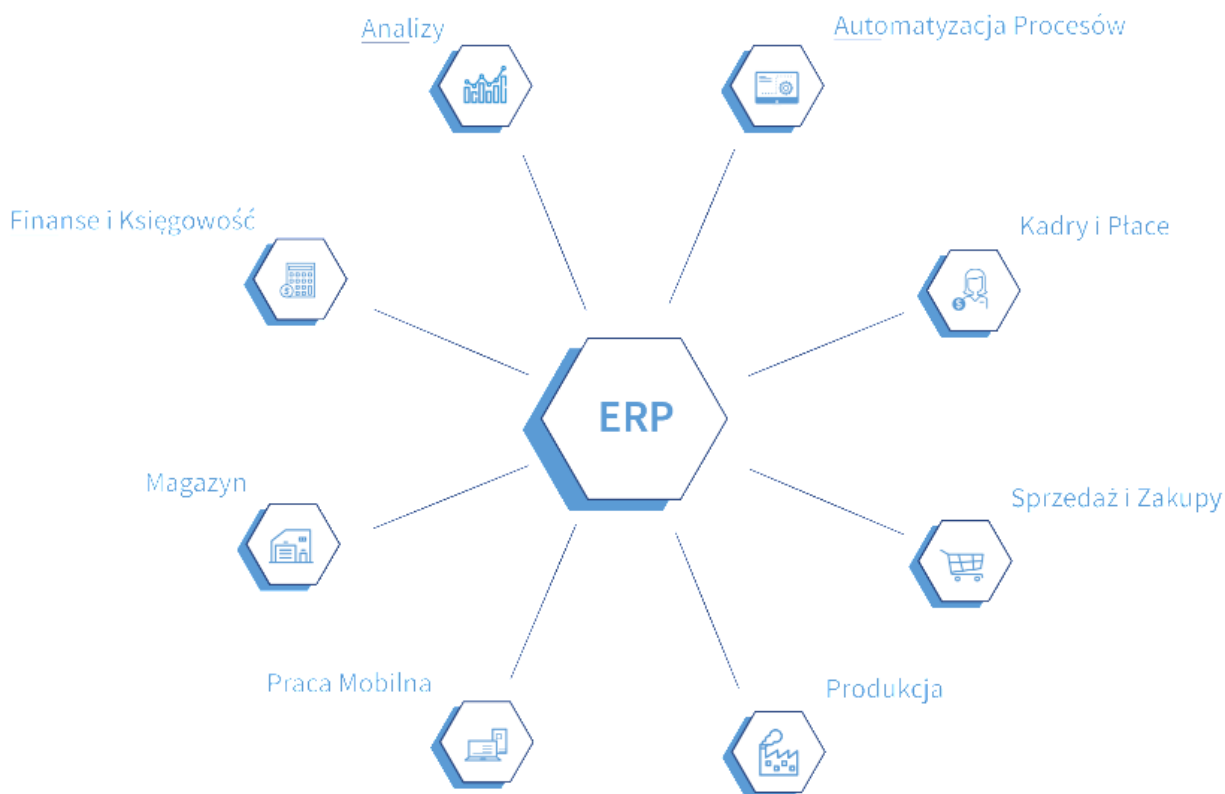 Analizy
Automatyzacja Procesów
Finanse i Księgowość
Kadry i Płace
ERP
Magazyn
Sprzedaż i Zakupy
Praca Mobilna
Produkcja